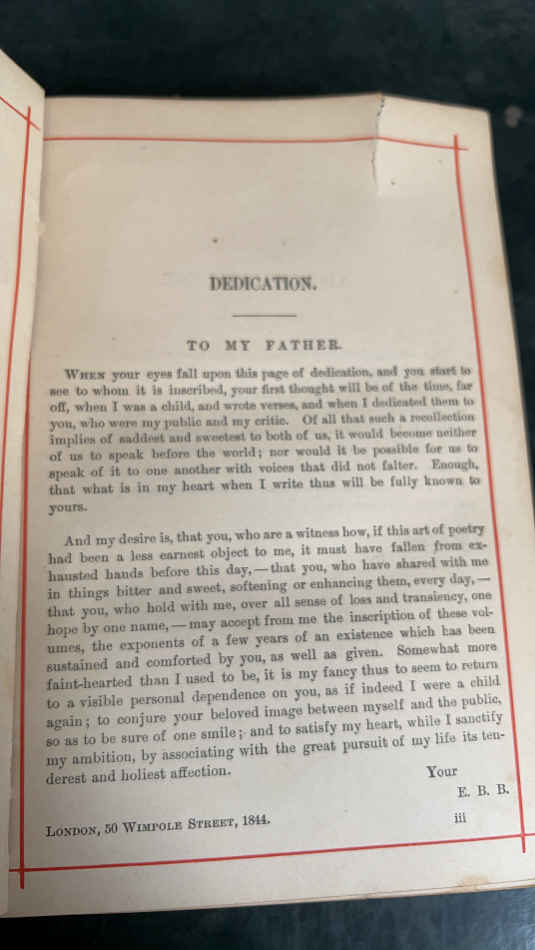 DEDICATION.
TO MY FATHER.
WHEN your eyes fall upon this page of dedication, and you start to
see to whom it is inscribed, your first thought will be of the time, far
off, when I was a child, and wrote verses, and when I dedicated them to
you, who were my public and my critic. Of all that such a recollection
implies of saddest and sweetest to both of us, it would become neither
of us to speak before the world; nor would it be possible for us to
speak of it to one another with voices that did not falter. Enough,
that what is in my heart when I write thus will be fully known to
yours.
And my desire is, that you, who are a witness how, if this art of poetry
had been a less earnest object to me, it must have fallen from ex-
hausted hands before this day,—that you, who have shared with me
in things bitter and sweet, softening or enhancing them, every day,—
that you, who hold with me, over all sense of loss and transiency, one
hope by one name,—may accept from me the inscription of these vol-
umes, the exponents of a few years of an existence which has been
sustained and comforted by you, as well as given. Somewhat more
faint-hearted than I used to be, it is my fancy thus to seem to return
to a visible personal dependence on you, as if indeed I were a child
again; to conjure your beloved image between myself and the public,
so as to be sure of one smile; and to satisfy my heart, while I sanctify
my ambition, by associating with the great pursuit of my life its ten-
derest and holiest affection.
Your
E. B. B.
LONDON, 50 WIMPOLE STREET, 1844.
iii